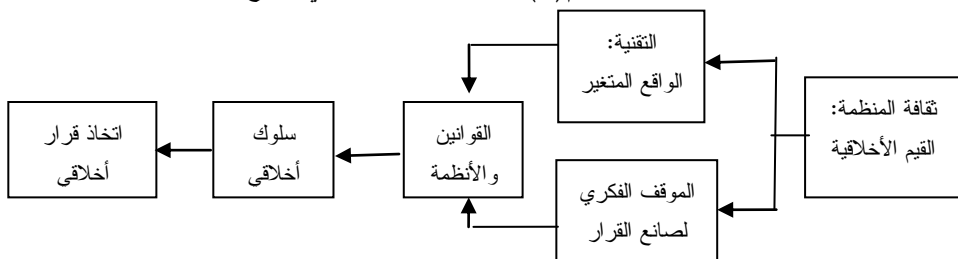 ثقافة المنظمة:
القيم الأخلاقية
التقنية:
الواقع المتغير
الموقف الفكري
لصانع القرار
القوانين
والأنظمة
سلوك
أخلاقي
اتخاذ قرار
أخلاقي